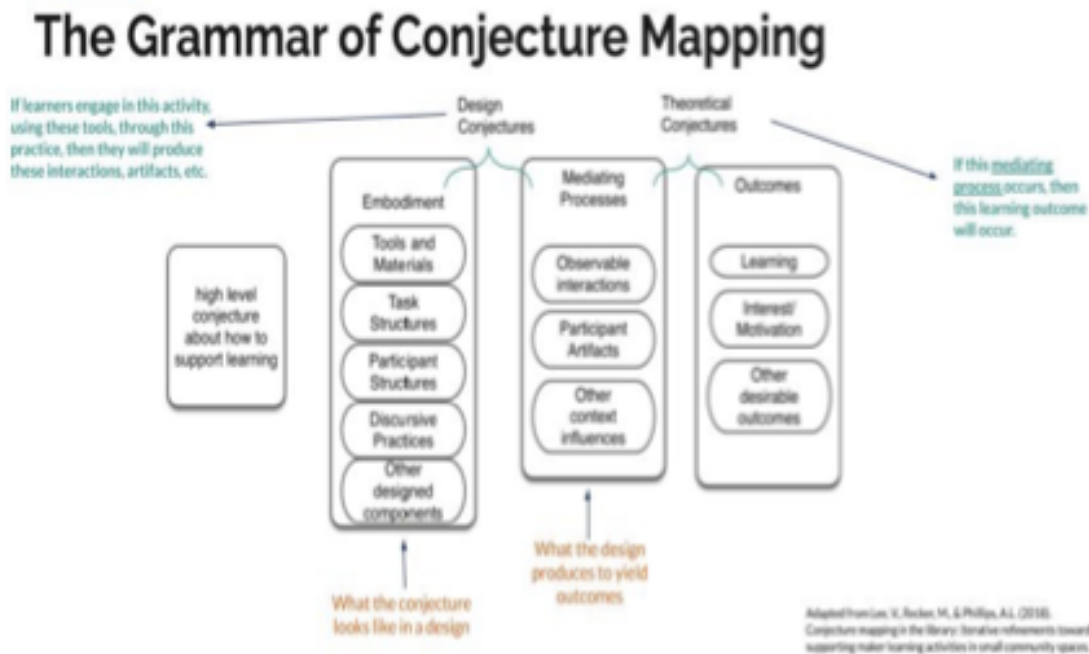 The Grammar of Conjecture Mapping
If learners engage in this activity,
using these tools, through this
practice, then they will produce
these interactions, artifacts, etc.
Design
Conjectures
Theoretical
Conjectures
If this mediating
process occurs, then
this learning outcome
will occur.
high level
conjecture
about how to
support learning
Embodiment
Tools and
Materials
Task
Structures
Participant
Structures
Discursive
Practices
Other
designed
components
Mediating
Processes
Observable
interactions
Participant
Artifacts
Other
context
influences
Outcomes
Learning
Interest/
Motivation
Other
desirable
outcomes
What the conjecture
looks like in a design
What the design
produces to yield
outcomes
Adapted from Lee, V., Recker, M., & Phillips, A.L. (2018).
Conjecture mapping in the library: Iterative refinements toward
supporting maker learning activities in small community spaces.